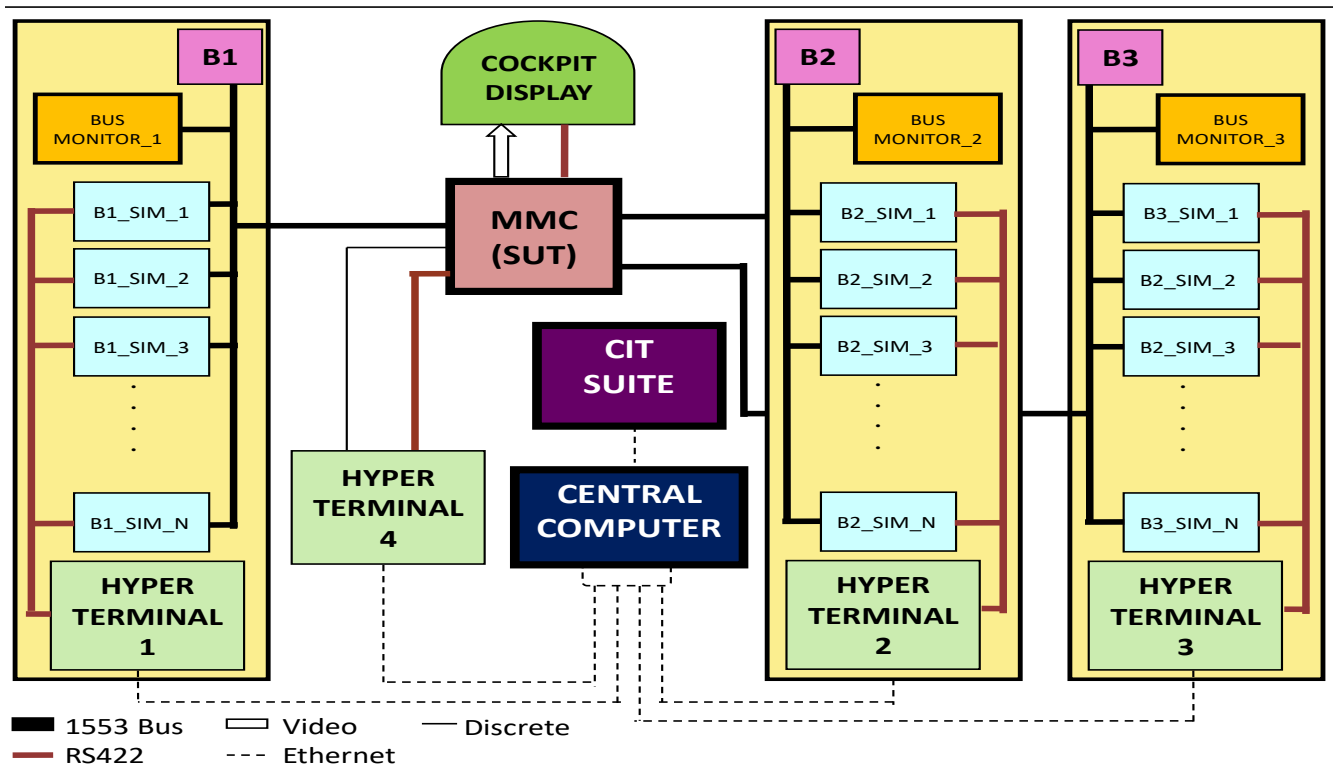 B1
BUS
MONITOR_1
B1_SIM_1
B1_SIM_2
B1_SIM_3
B1_SIM_N
HYPER
TERMINAL
1
COCKPIT
DISPLAY
MMC
(SUT)
CIT
SUITE
HYPER
TERMINAL
4
CENTRAL
COMPUTER
B2
BUS
MONITOR_2
B2_SIM_1
B2_SIM_2
B2_SIM_3
B2_SIM_N
HYPER
TERMINAL
2
B3
BUS
MONITOR_3
B3_SIM_1
B2_SIM_2
B2_SIM_3
B3_SIM_N
HYPER
TERMINAL
3
1553 Bus
Video
Discrete
RS422
Ethernet